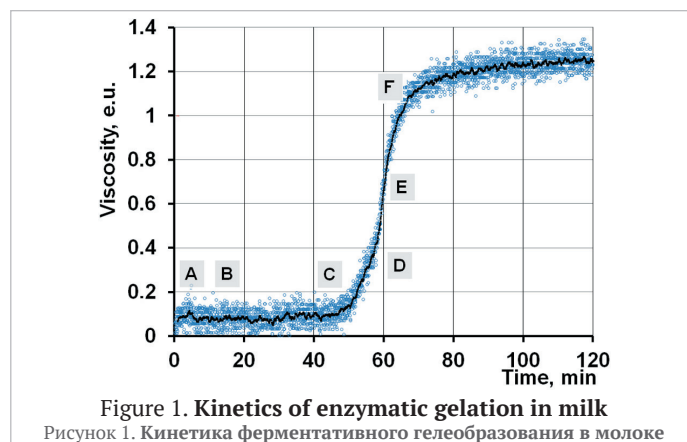 1.4
1.2
1
0.8
0.6
0.4
0.2
0
Viscosity, e.u.
A
B
C
D
E
F
0
20
40
60
80
100
120
Time, min
Figure 1. Kinetics of enzymatic gelation in milk
Рисунок 1. Кинетика ферментативного гелеобразования в молоке